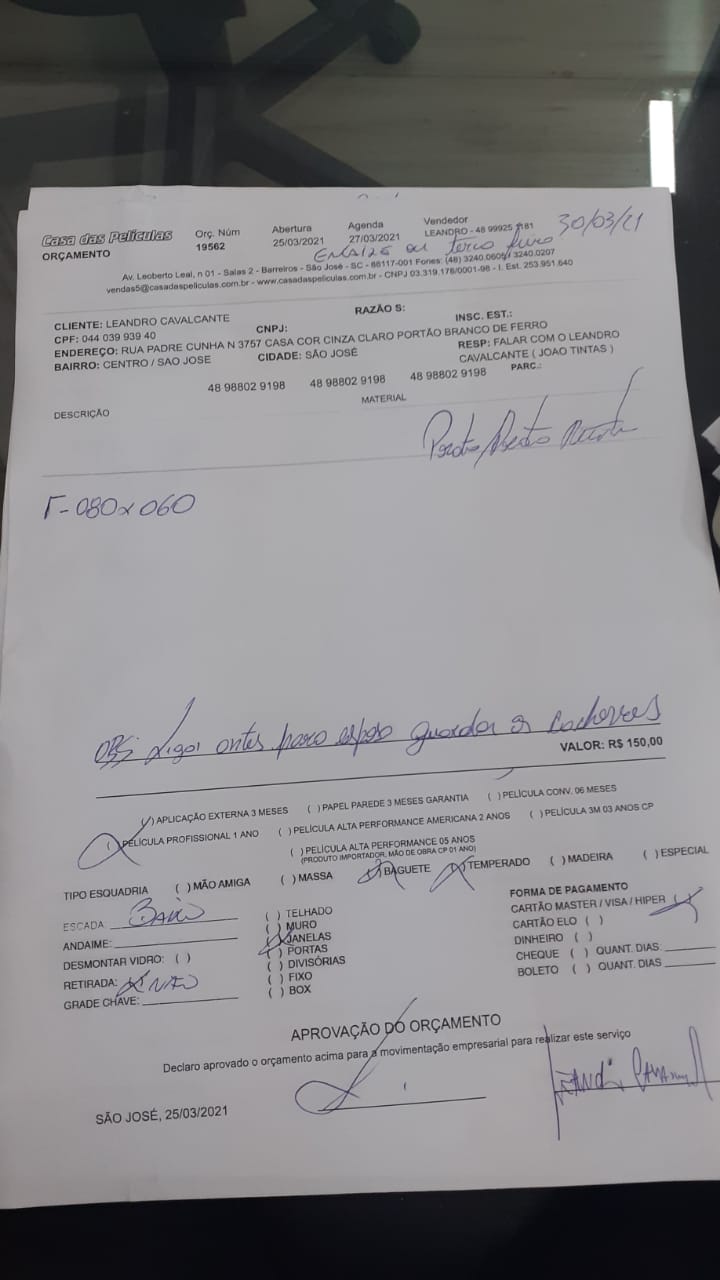 Casa das Películas
ORÇAMENTO
Orç. Núm
19562
Abertura
25/03/2021
Agenda
27/03/2021
Vendedor
LEANDRO - 48 99925
30/03/21
ou
Av. Leoberto Leal, n 01 - Salas 2 - Barreiros - São José - SC - 88117-001 Fones: (48) 3240.0606 / 3240.0207
vendas5@casadaspeliculas.com.br - www.casadaspeliculas.com.br - CNPJ 03.319.178/0001-98 - I. Est. 253.951.640
CLIENTE: LEANDRO CAVALCANTE
RAZÃO S:
CPF: 044 039 939 40
CNPJ:
INSC. EST.:
ENDEREÇO: RUA PADRE CUNHA N 3757 CASA COR CINZA CLARO PORTÃO BRANCO DE FERRO
BAIRRO: CENTRO / SAO JOSE
CIDADE: SÃO JOSÉ
RESP: FALAR COM O LEANDRO
CAVALCANTE ( JOAO TINTAS )
48 98802 9198
48 98802 9198
48 98802 9198
PARC.:
DESCRIÇÃO
MATERIAL
080x060
antes para
VALOR: R$ 150,00
( ) APLICAÇÃO EXTERNA 3 MESES
( ) PAPEL PAREDE 3 MESES GARANTIA
( ) PELÍCULA CONV. 06 MESES
( ) PELÍCULA PROFISSIONAL 1 ANO
( ) PELÍCULA ALTA PERFORMANCE AMERICANA 2 ANOS
( ) PELÍCULA 3M 03 ANOS CP
( ) PELÍCULA ALTA PERFORMANCE 05 ANOS
(PRODUTO IMPORTADOR, MÃO DE OBRA CP 01 ANO)
TIPO ESQUADRIA
( ) MÃO AMIGA
( ) MASSA
( ) BAGUETE
( ) TEMPERADO
( ) MADEIRA
( ) ESPECIAL
ESCADA:
ANDAIME:
DESMONTAR VIDRO: ( )
RETIRADA: NAO
GRADE CHAVE:
( ) TELHADO
( ) MURO
( ) JANELAS
( ) PORTAS
( ) DIVISÓRIAS
( ) FIXO
( ) BOX
FORMA DE PAGAMENTO
CARTÃO MASTER / VISA / HIPER ( )
CARTÃO ELO ( )
DINHEIRO ( )
CHEQUE ( ) QUANT. DIAS.
BOLETO ( ) QUANT. DIAS
APROVAÇÃO DO ORÇAMENTO
Declaro aprovado o orçamento acima para a movimentação empresarial para realizar este serviço
SÃO JOSÉ, 25/03/2021